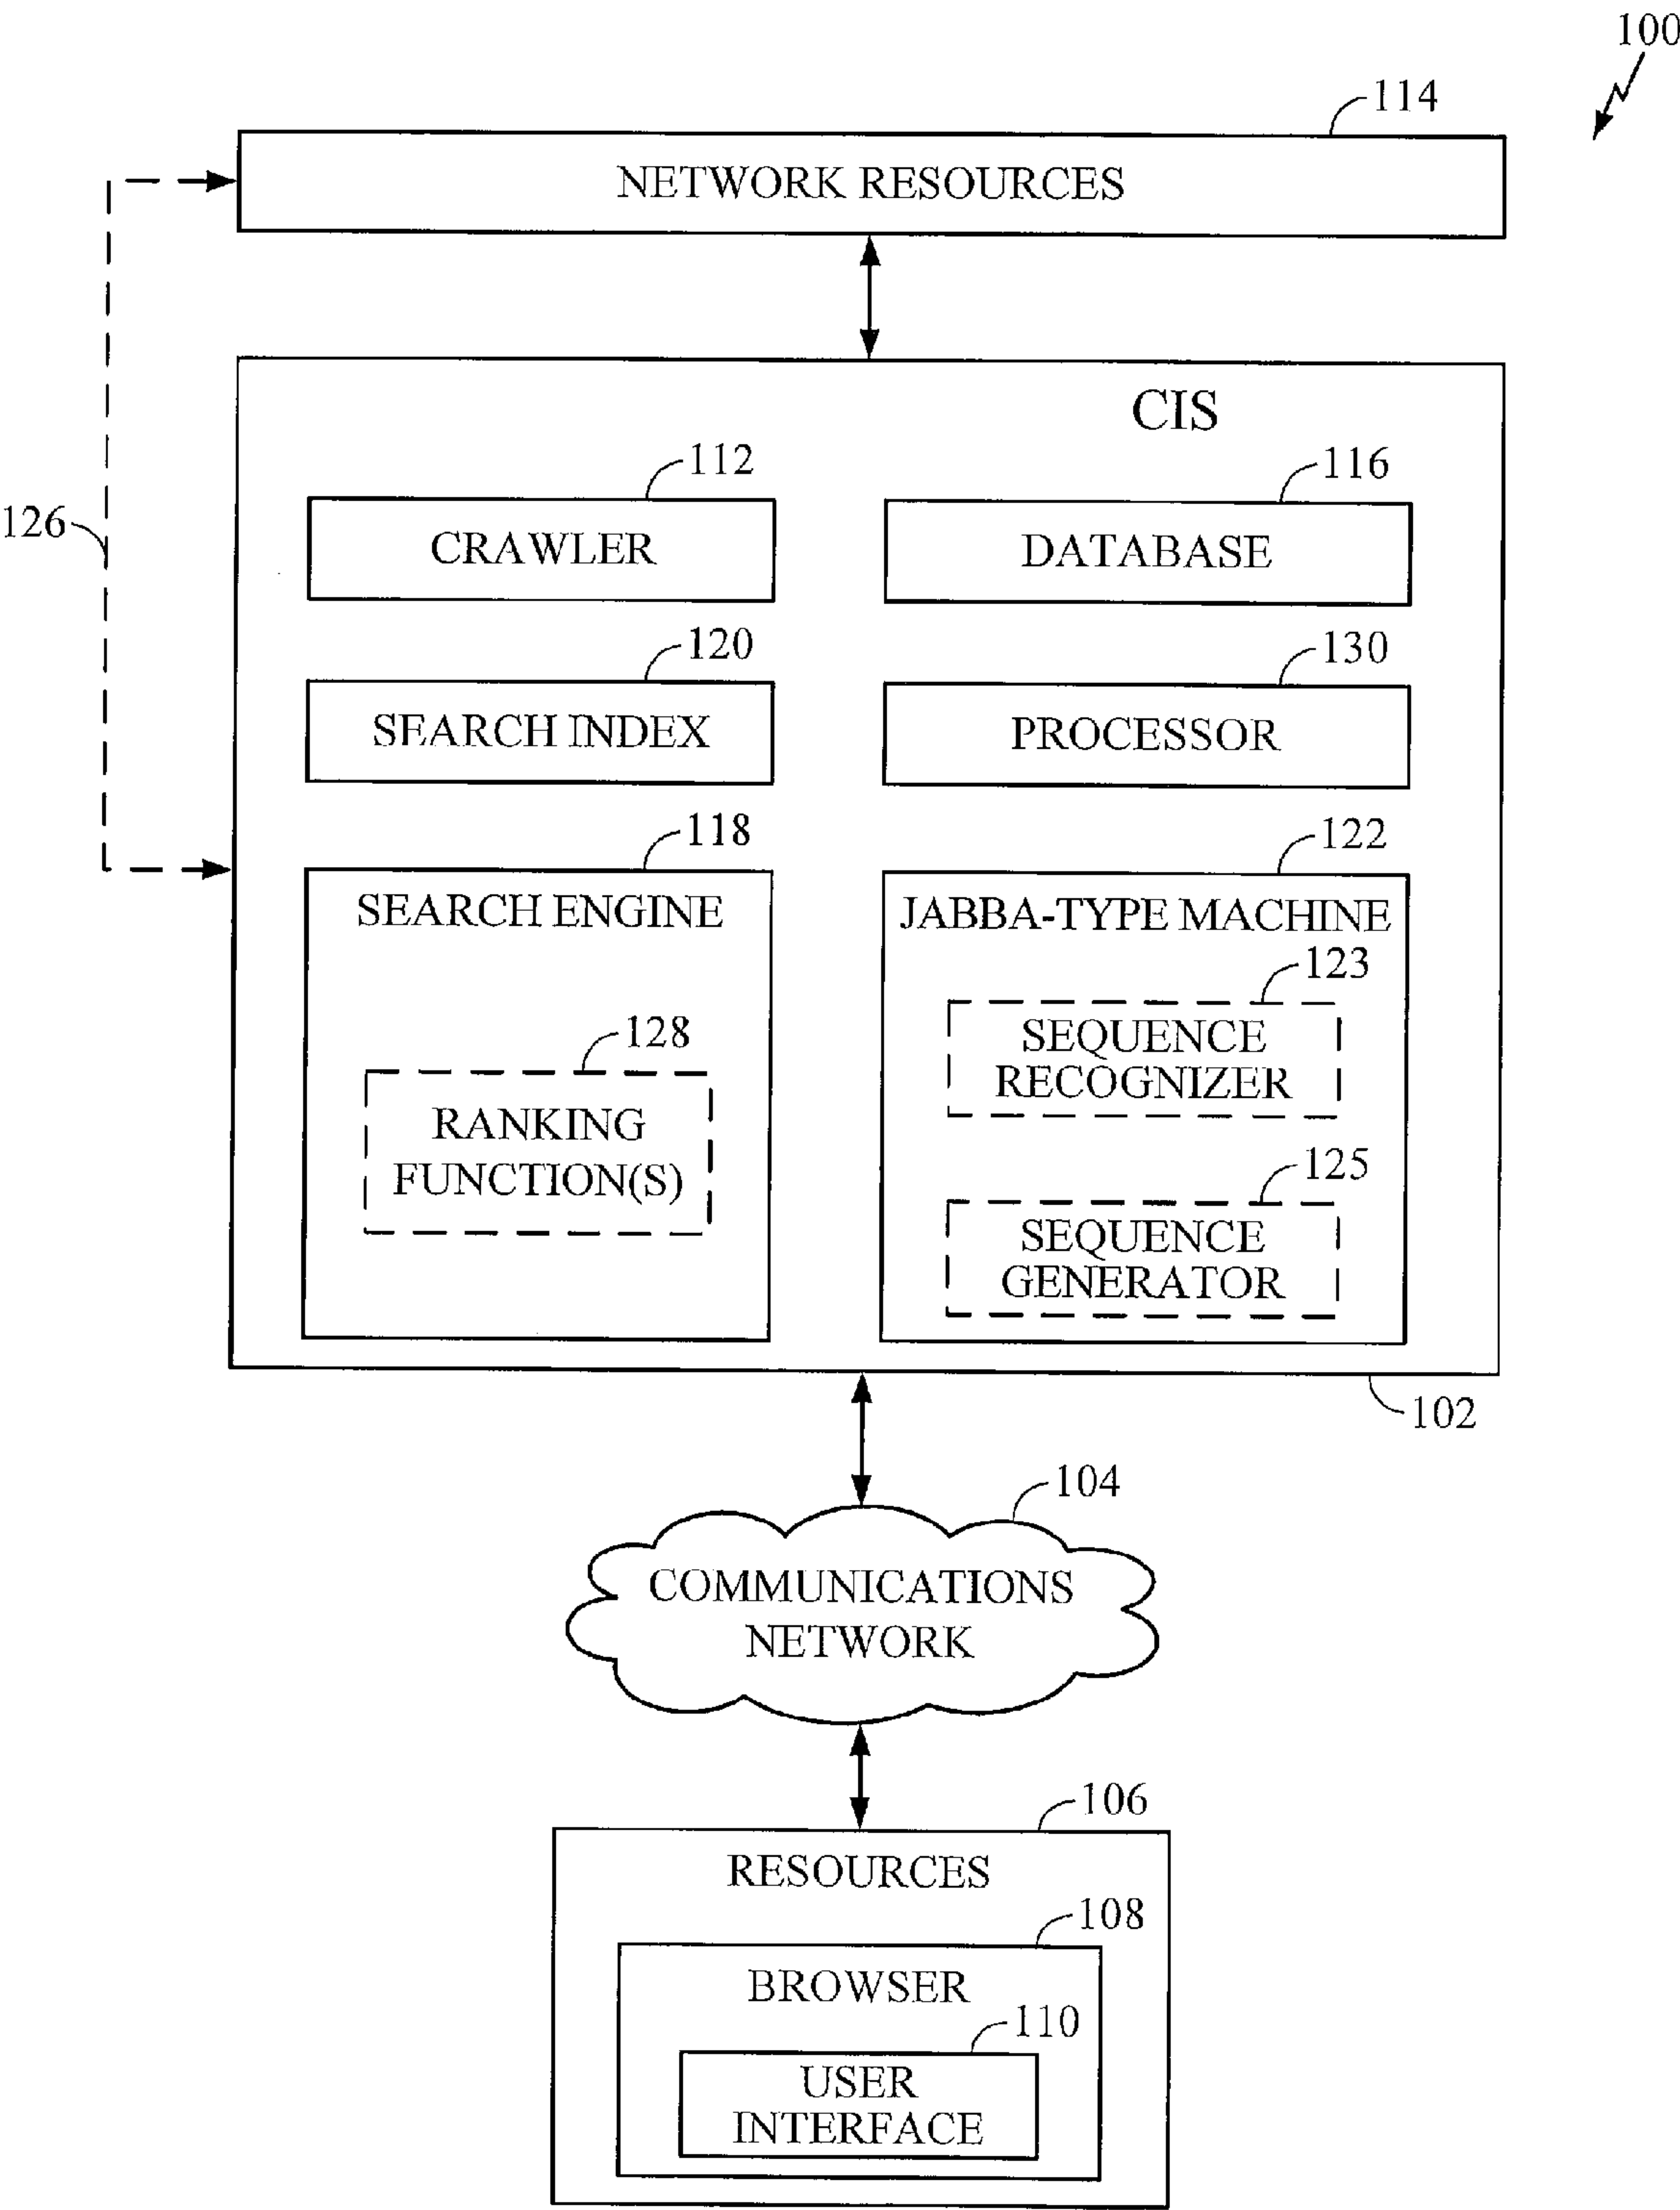 100
114
NETWORK RESOURCES
CIS
112
116
126
CRAWLER
DATABASE
120
130
SEARCH INDEX
PROCESSOR
118
122
SEARCH ENGINE
JABBA-TYPE MACHINE
123
128
SEQUENCE
RECOGNIZER
RANKING
FUNCTION(S)
125
SEQUENCE
GENERATOR
102
104
COMMUNICATIONS
NETWORK
106
RESOURCES
108
BROWSER
110
USER
INTERFACE